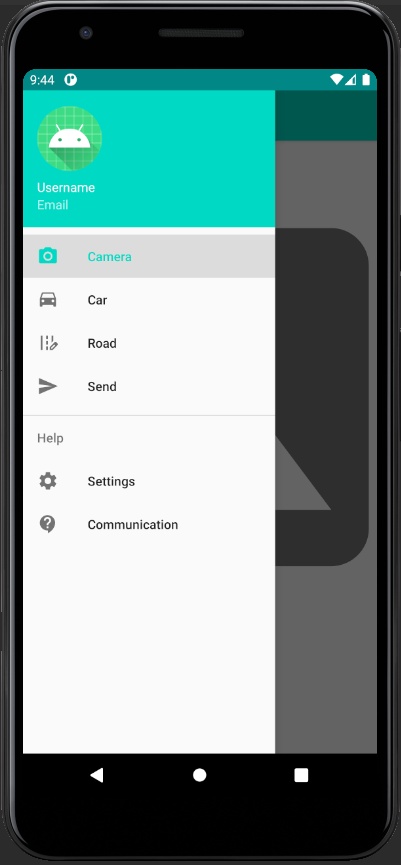 9:44
Username
Email
Camera
Car
Road
Send
Help
Settings
Communication